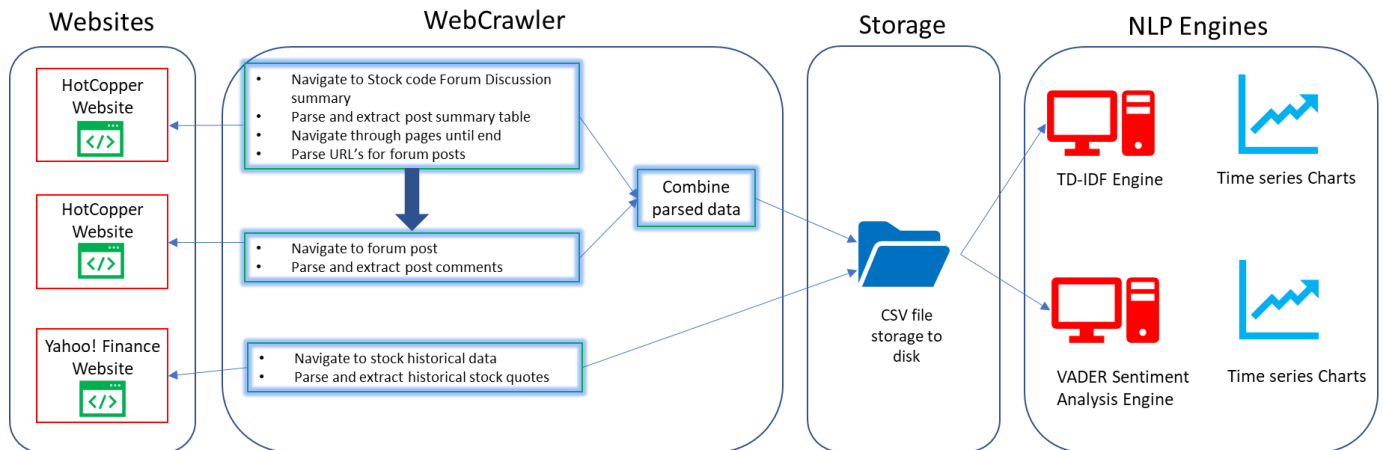 Websites
WebCrawler
Storage
NLP Engines
HotCopper
Website
</>
HotCopper
Website
</>
Yahoo! Finance
Website
</>
• Navigate to Stock code Forum Discussion
summary
• Parse and extract post summary table
• Navigate through pages until end
• Parse URL's for forum posts
• Navigate to forum post
• Parse and extract post comments
• Navigate to stock historical data
• Parse and extract historical stock quotes
Combine
parsed data
CSV file
storage to
disk
TD-IDF Engine
Time series Charts
VADER Sentiment
Analysis Engine
Time series Charts